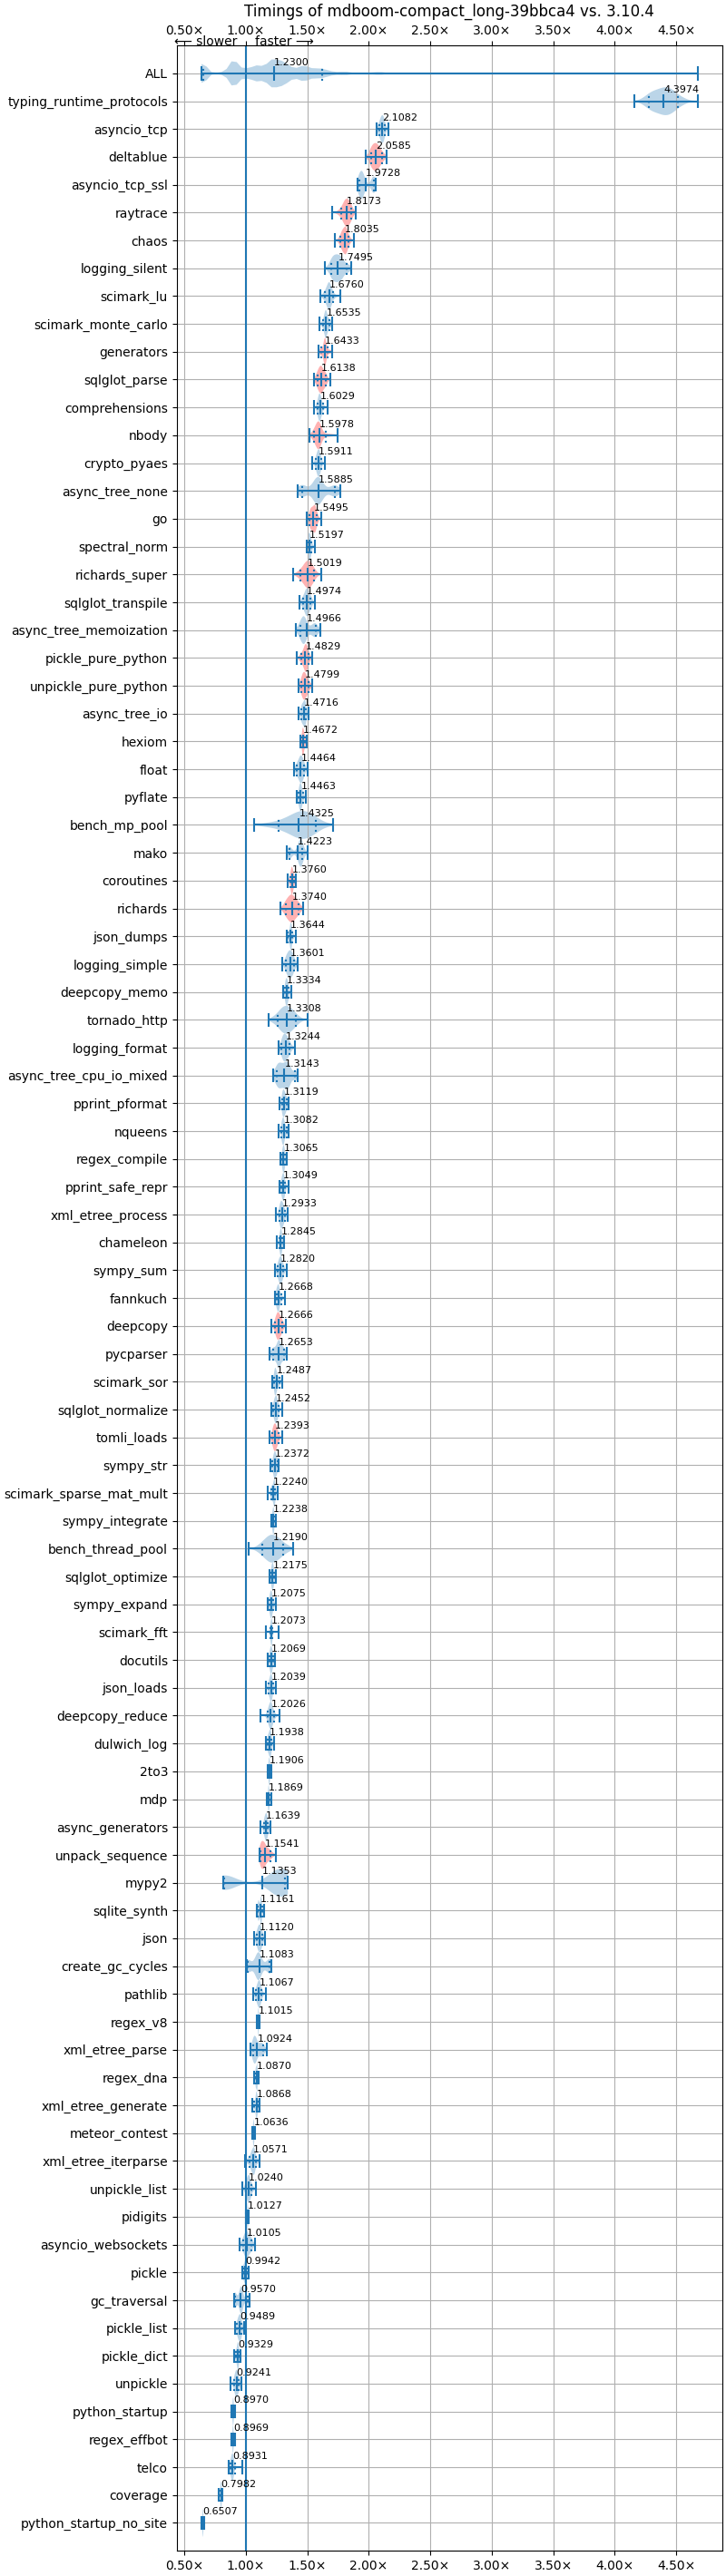 Timings of mdboom-compact_long-39bbca4 vs. 3.10.4
0.50× 1.00× 1.50× 2.00× 2.50× 3.00× 3.50× 4.00× 4.50×
⟵ slower faster ⟶
ALL 1.2300
typing_runtime_protocols 4.3974
asyncio_tcp 2.1082
deltablue 2.0585
asyncio_tcp_ssl 1.9728
raytrace 1.8173
chaos 1.8035
logging_silent 1.7495
scimark_lu 1.6760
scimark_monte_carlo 1.6535
generators 1.6433
sqlglot_parse 1.6138
comprehensions 1.6029
nbody 1.5978
crypto_pyaes 1.5911
async_tree_none 1.5885
go 1.5495
spectral_norm 1.5197
richards_super 1.5019
sqlglot_transpile 1.4974
async_tree_memoization 1.4966
pickle_pure_python 1.4829
unpickle_pure_python 1.4799
async_tree_io 1.4716
hexiom 1.4672
float 1.4464
pyflate 1.4463
bench_mp_pool 1.4325
mako 1.4223
coroutines 1.3760
richards 1.3740
json_dumps 1.3644
logging_simple 1.3601
deepcopy_memo 1.3334
tornado_http 1.3308
logging_format 1.3244
async_tree_cpu_io_mixed 1.3143
pprint_pformat 1.3119
nqueens 1.3082
regex_compile 1.3065
pprint_safe_repr 1.3049
xml_etree_process 1.2933
chameleon 1.2845
sympy_sum 1.2820
fannkuch 1.2668
deepcopy 1.2666
pycparser 1.2653
scimark_sor 1.2487
sqlglot_normalize 1.2452
tomli_loads 1.2393
sympy_str 1.2372
scimark_sparse_mat_mult 1.2240
sympy_integrate 1.2238
bench_thread_pool 1.2190
sqlglot_optimize 1.2175
sympy_expand 1.2075
scimark_fft 1.2073
docutils 1.2069
json_loads 1.2039
deepcopy_reduce 1.2026
dulwich_log 1.1938
2to3 1.1906
mdp 1.1869
async_generators 1.1639
unpack_sequence 1.1541
mypy2 1.1353
sqlite_synth 1.1161
json 1.1120
create_gc_cycles 1.1083
pathlib 1.1067
regex_v8 1.1015
xml_etree_parse 1.0924
regex_dna 1.0870
xml_etree_generate 1.0868
meteor_contest 1.0636
xml_etree_iterparse 1.0571
unpickle_list 1.0240
pidigits 1.0127
asyncio_websockets 1.0105
pickle 0.9942
gc_traversal 0.9570
pickle_list 0.9489
pickle_dict 0.9329
unpickle 0.9241
python_startup 0.8970
regex_effbot 0.8969
telco 0.8931
coverage 0.7982
python_startup_no_site 0.6507
0.50× 1.00× 1.50× 2.00× 2.50× 3.00× 3.50× 4.00× 4.50×